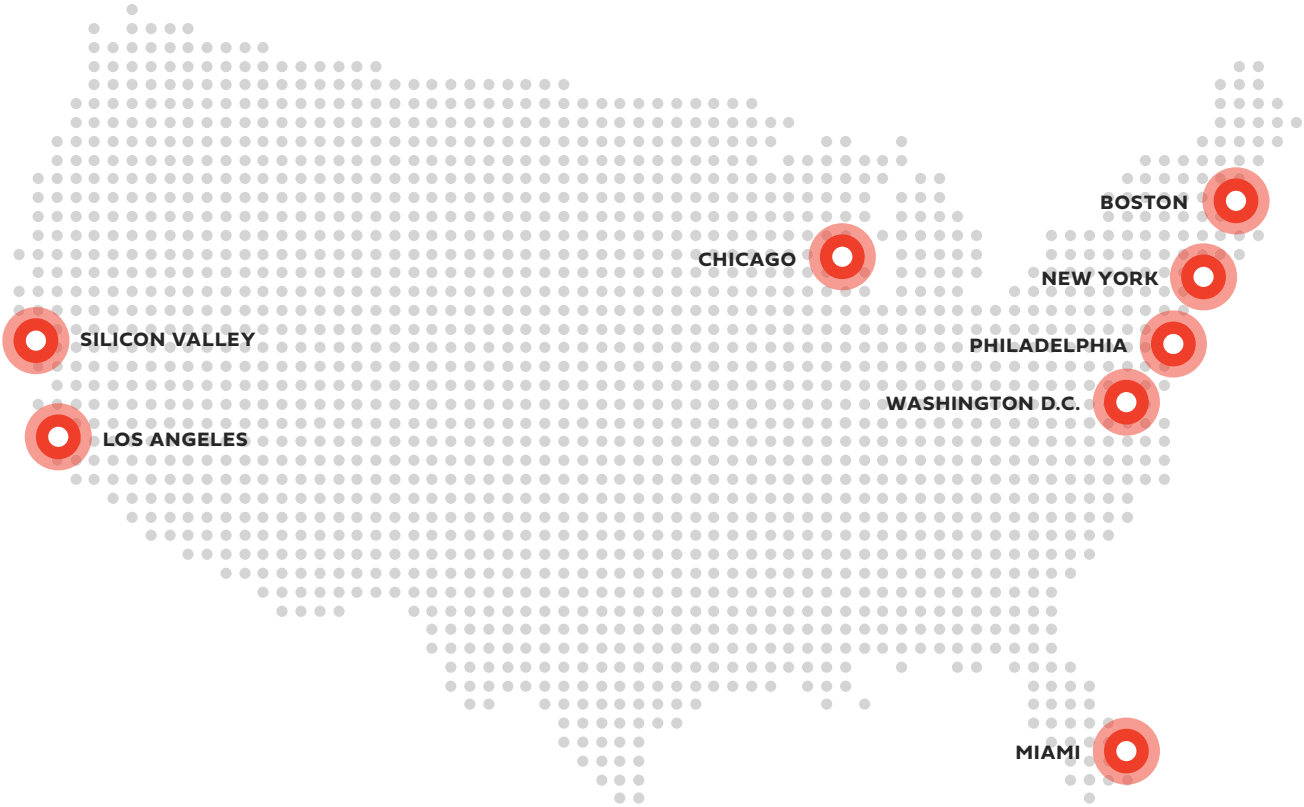 BOSTON
CHICAGO
NEW YORK
SILICON VALLEY
PHILADELPHIA
WASHINGTON D.C.
LOS ANGELES
MIAMI